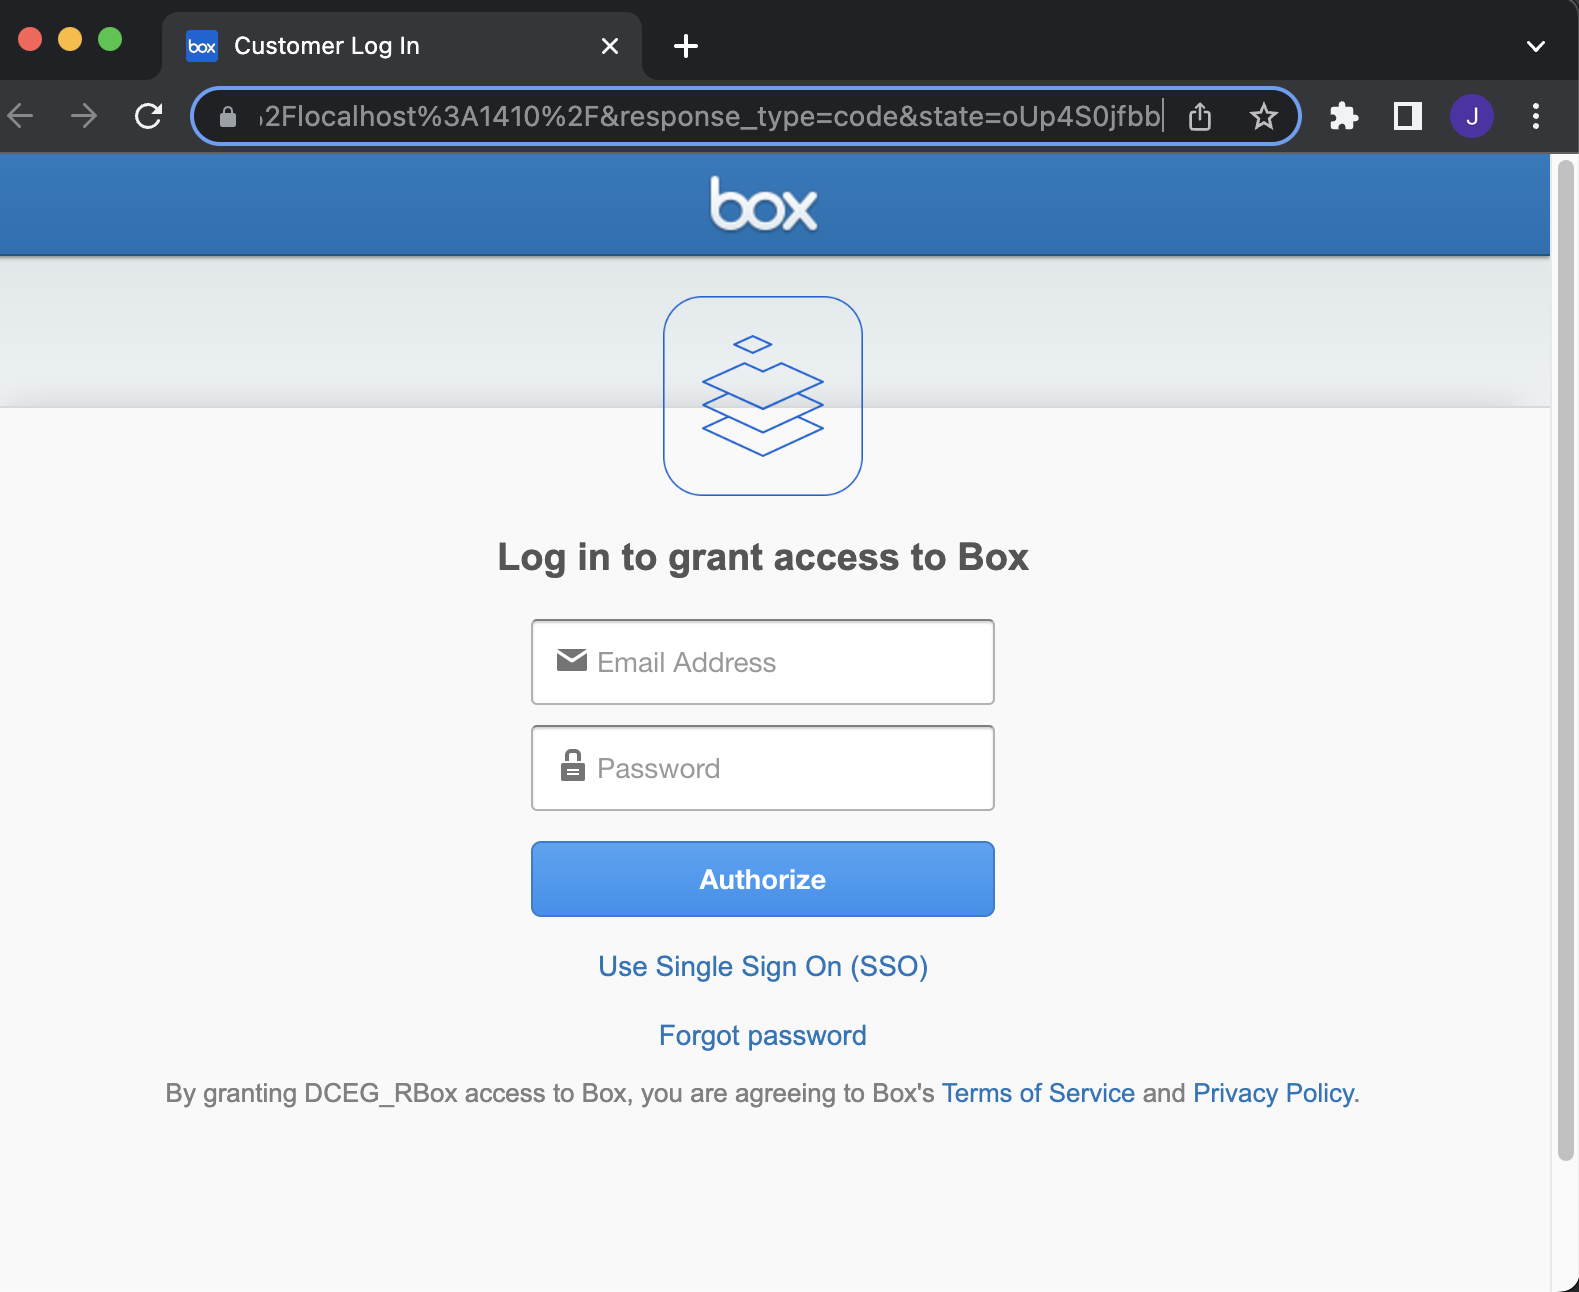 box Customer Log In
2Flocalhost%3A1410%2F&response_type=code&state=oUp4S0jfbb
J
box
Log in to grant access to Box
Email Address
Password
Authorize
Use Single Sign On (SSO)
Forgot password
By granting DCEG_RBox access to Box, you are agreeing to Box's Terms of Service and Privacy Policy.